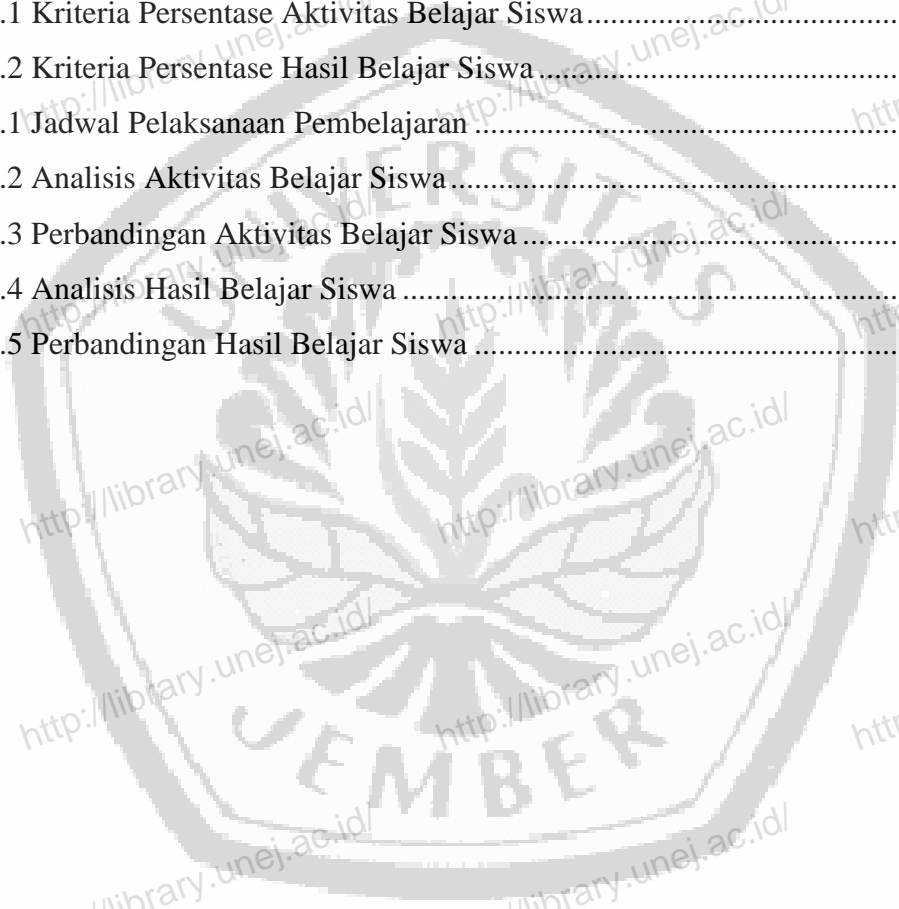 .1 Kriteria Persentase Aktivitas Belajar Siswa
.2 Kriteria Persentase Hasil Belajar Siswa
.1 Jadwal Pelaksanaan Pembelajaran
.2 Analisis Aktivitas Belajar Siswa
.3 Perbandingan Aktivitas Belajar Siswa
.4 Analisis Hasil Belajar Siswa
.5 Perbandingan Hasil Belajar Siswa
UNIVERSITAS
JEMBER
http://library.unej.ac.id/
http://library.unej.ac.id/
http://library.unej.ac.id/
http://library.unej.ac.id/
http://library.unej.ac.id/
http://library.unej.ac.id/
http://library.unej.ac.id/
http://library.unej.ac.id/